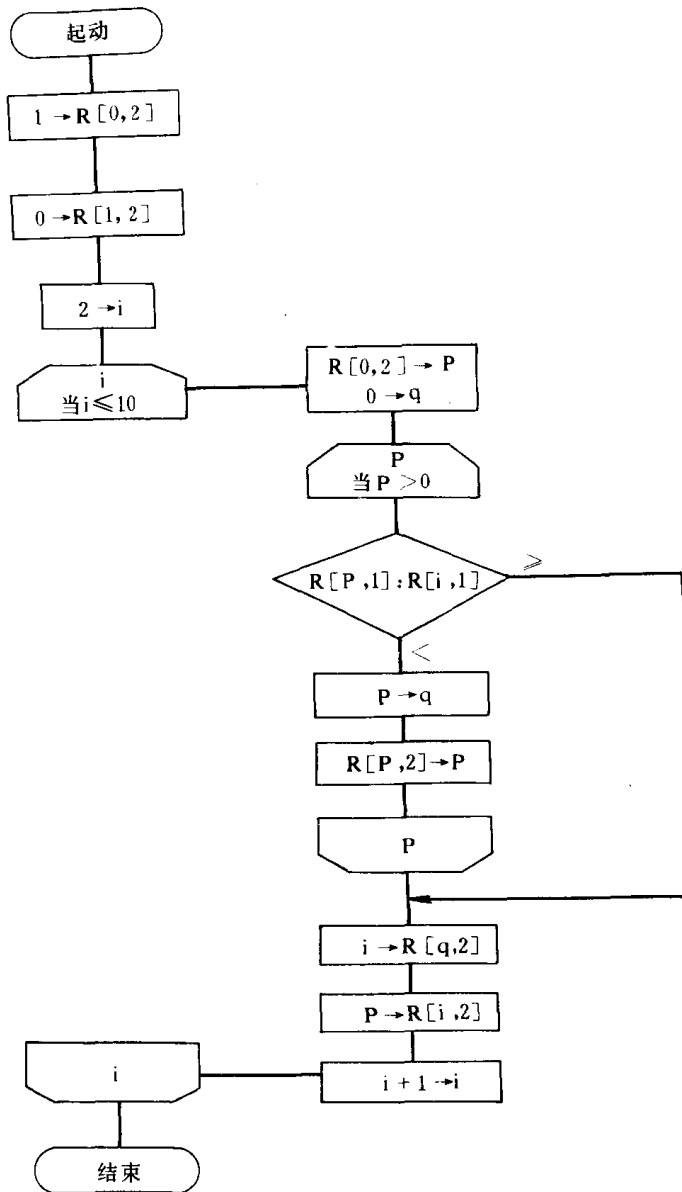 起动
1→R[0,2]
0→R[1,2]
2→i
i
当i≤10
R[0,2]→P
0→q
P
当P>0
R[P,1]:R[i,1]
≥
<
P→q
R[P,2]→P
P
i→R[q,2]
P→R[i,2]
i+1→i
i
结束